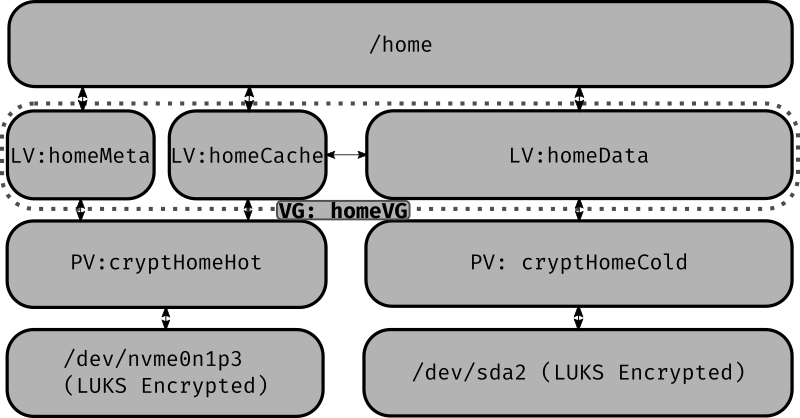 /home
LV:homeMeta
LV:homeCache
LV:homeData
VG: homeVG
PV:cryptHomeHot
PV: cryptHomeCold
/dev/nvme0n1p3
(LUKS Encrypted)
/dev/sda2 (LUKS Encrypted)